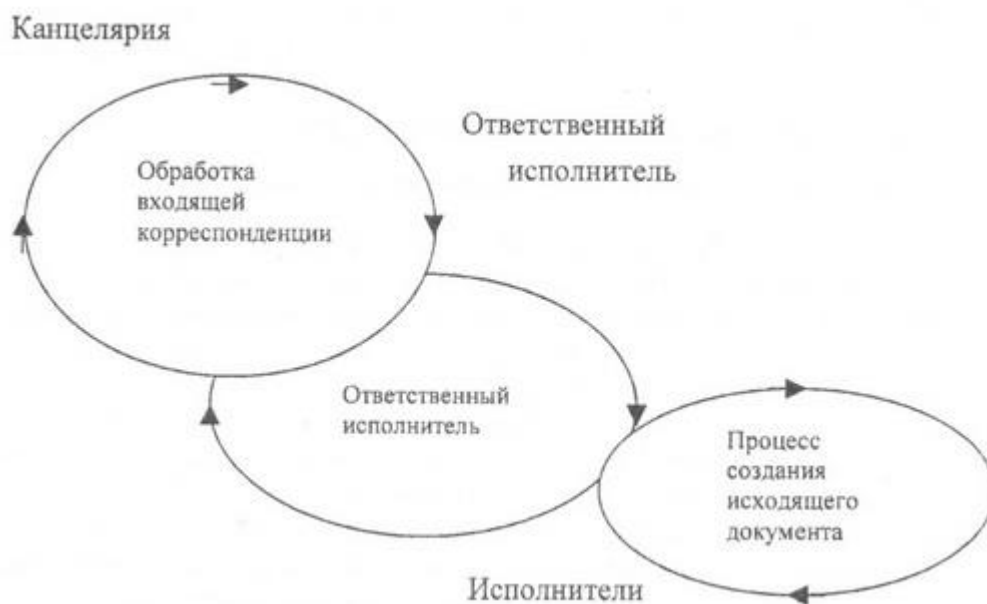 Канцелярия
Ответственный
исполнитель
Обработка
входящей
корреспонденции
Ответственный
исполнитель
Процесс
создания
исходящего
документа
Исполнители